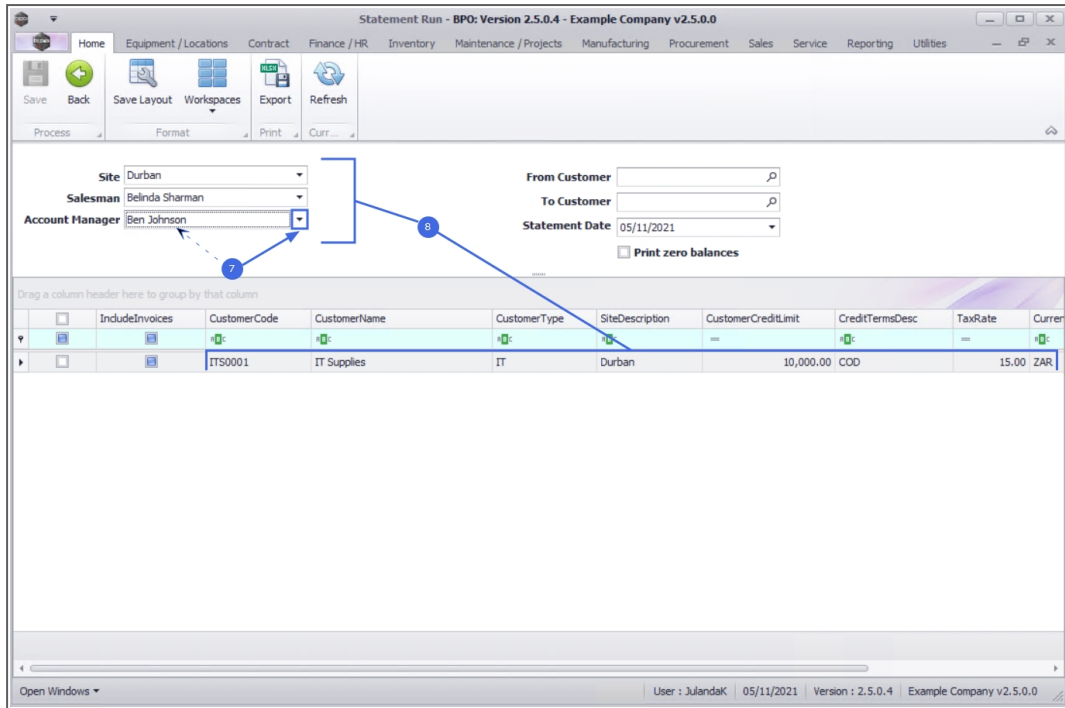 Statement Run - BPO: Version 2.5.0.4 - Example Company v2.5.0.0
Home Equipment / Locations Contract Finance / HR Inventory Maintenance / Projects Manufacturing Procurement Sales Service Reporting Utilities
Save Back Save Layout Workspaces Export Refresh
Process Format Print Curr...
Site Durban
Salesman Belinda Sharman
Account Manager Ben Johnson
From Customer
To Customer
Statement Date 05/11/2021
Print zero balances
7
8
Drag a column header here to group by that column
IncludeInvoices CustomerCode CustomerName CustomerType SiteDescription CustomerCreditLimit CreditTermsDesc TaxRate Curren
ITS0001 IT Supplies IT Durban 10,000.00 COD 15.00 ZAR
Open Windows User : JulandaK 05/11/2021 Version : 2.5.0.4 Example Company v2.5.0.0